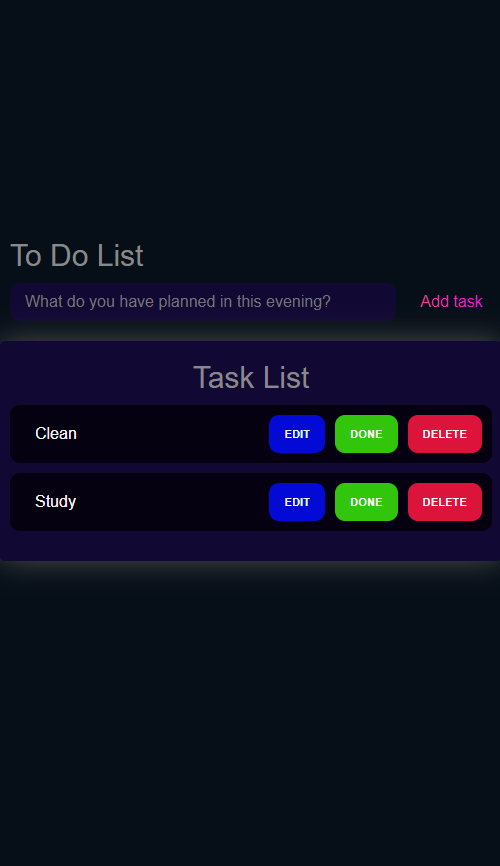 To Do List
What do you have planned in this evening? Add task
Task List
Clean EDIT DONE DELETE
Study EDIT DONE DELETE